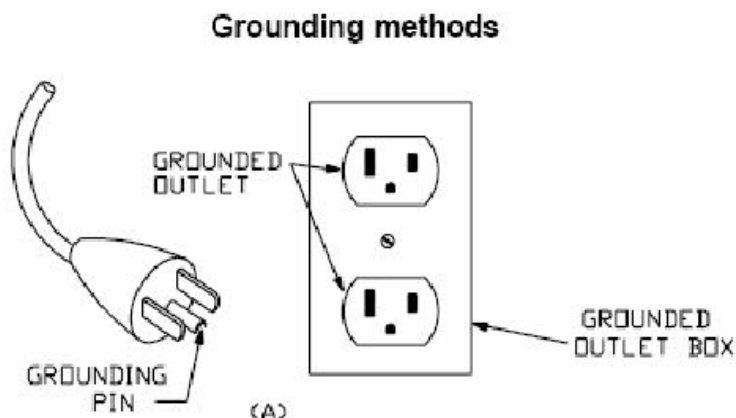 Grounding methods
GROUNDED
OUTLET
GROUNDED
OUTLET BOX
GROUNDING
PIN
(A)